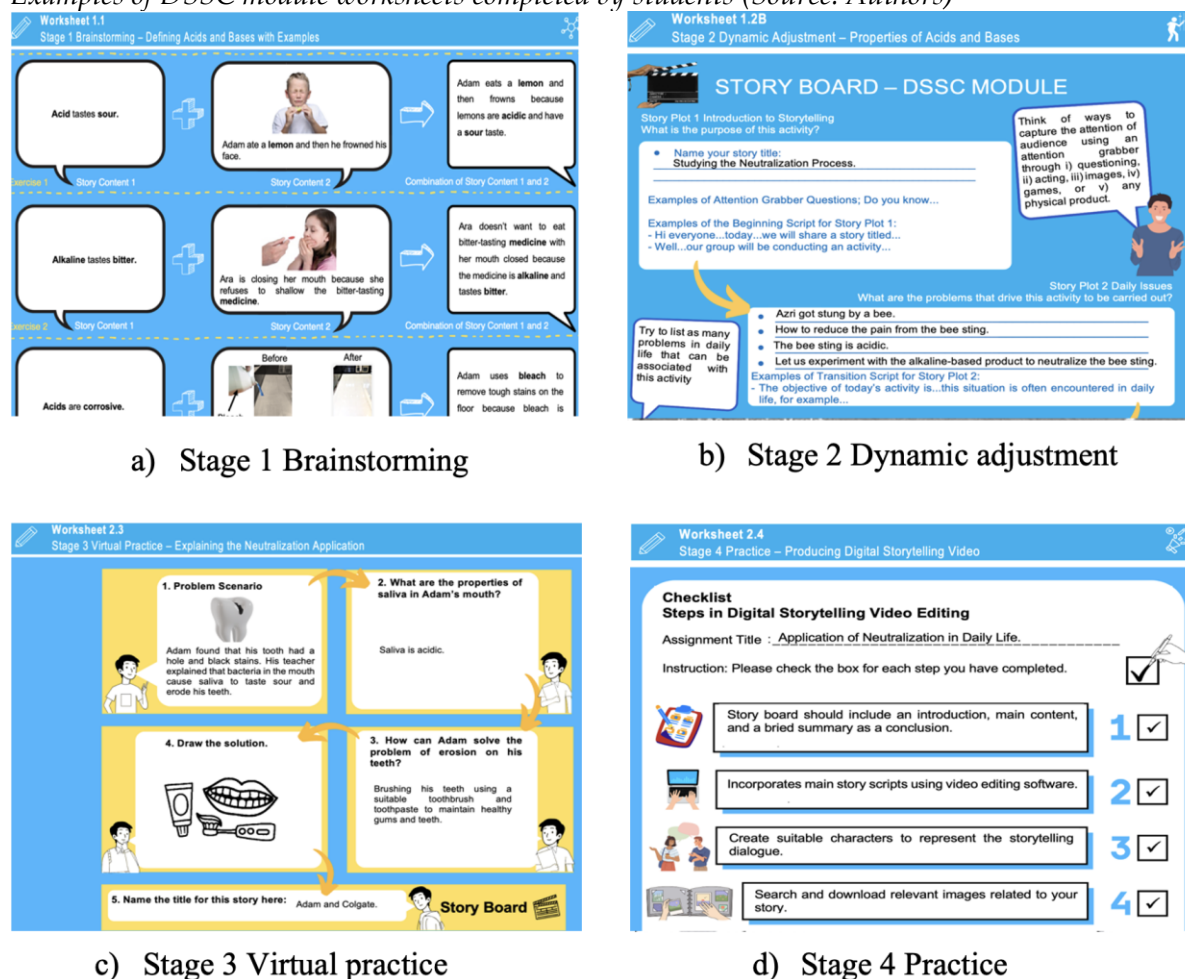 Examples of DSSC module worksheets completed by students (Source: Authors)
Worksheet 1.1
Stage 1 Brainstorming – Defining Acids and Bases with Examples
Acid tastes sour.
Adam ate a lemon and then he frowned his
face.
Adam eats a lemon and
then frowns because
lemons are acidic and have
a sour taste.
Exercise 1
Story Content 1
Story Content 2
Combination of Story Content 1 and 2
Alkaline tastes bitter.
Ara is closing her mouth because she
refuses to shallow the bitter-tasting
medicine.
Ara doesn't want to eat
bitter-tasting medicine with
her mouth closed because
the medicine is alkaline and
tastes bitter.
Exercise 2
Story Content 1
Story Content 2
Combination of Story Content 1 and 2
Acids are corrosive.
Before
After
Adam uses bleach to
remove tough stains on the
floor because bleach is
a) Stage 1 Brainstorming
Worksheet 1.2B
Stage 2 Dynamic Adjustment – Properties of Acids and Bases
STORY BOARD – DSSC MODULE
Story Plot 1 Introduction to Storytelling
What is the purpose of this activity?
• Name your story title:
Studying the Neutralization Process.
Examples of Attention Grabber Questions; Do you know...
Examples of the Beginning Script for Story Plot 1:
- Hi everyone...today...we will share a story titled...
- Well...our group will be conducting an activity...
Think of ways to
capture the attention of
audience using an
attention grabber
through i) questioning,
ii) acting, iii) images, iv)
games, or v) any
physical product.
Story Plot 2 Daily Issues
What are the problems that drive this activity to be carried out?
Try to list as many
problems in daily
life that can be
associated with
this activity
• Azri got stung by a bee.
• How to reduce the pain from the bee sting.
• The bee sting is acidic.
• Let us experiment with the alkaline-based product to neutralize the bee sting.
Examples of Transition Script for Story Plot 2:
- The objective of today's activity is...this situation is often encountered in daily
life, for example...
b) Stage 2 Dynamic adjustment
Worksheet 2.3
Stage 3 Virtual Practice – Explaining the Neutralization Application
1. Problem Scenario
Adam found that his tooth had a
hole and black stains. His teacher
explained that bacteria in the mouth
cause saliva to taste sour and
erode his teeth.
2. What are the properties of
saliva in Adam's mouth?
Saliva is acidic.
3. How can Adam solve the
problem of erosion on his
teeth?
Brushing his teeth using a
suitable toothbrush and
toothpaste to maintain healthy
gums and teeth.
4. Draw the solution.
5. Name the title for this story here: Adam and Colgate.
Story Board
c) Stage 3 Virtual practice
Worksheet 2.4
Stage 4 Practice – Producing Digital Storytelling Video
Checklist
Steps in Digital Storytelling Video Editing
Assignment Title : Application of Neutralization in Daily Life.
Instruction: Please check the box for each step you have completed.
Story board should include an introduction, main content,
and a bried summary as a conclusion.
1
Incorporates main story scripts using video editing software.
2
Create suitable characters to represent the storytelling
dialogue.
3
Search and download relevant images related to your
story.
4
d) Stage 4 Practice